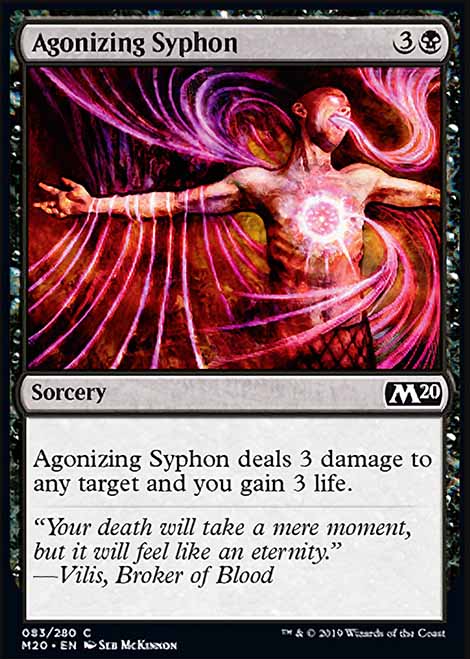 Agonizing Syphon 3
Sorcery
M20
Agonizing Syphon deals 3 damage to
any target and you gain 3 life.
“Your death will take a mere moment,
but it will feel like an eternity.”
—Vilis, Broker of Blood
083/280 C
M20 • EN Seb McKinnon
™ & © 2019 Wizards of the Coast